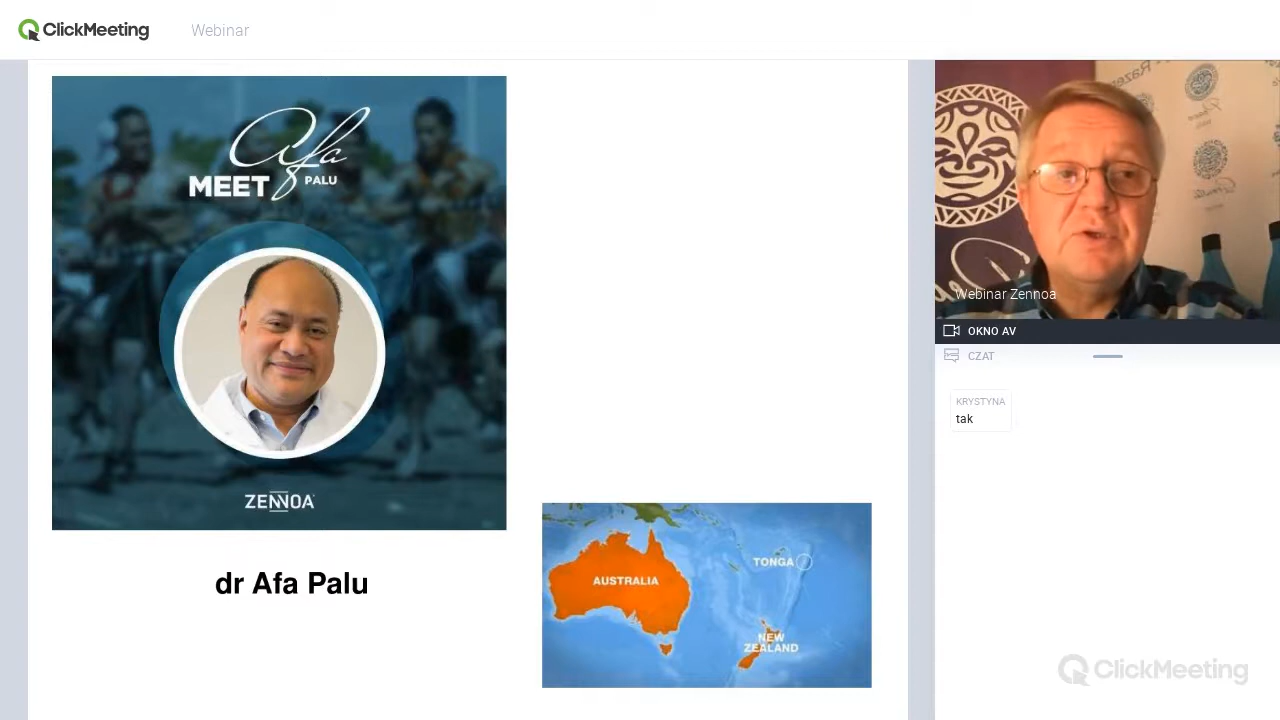 ClickMeeting
Webinar
MEET Afa PALU
ZENNOA
dr Afa Palu
AUSTRALIA
TONGA
NEW
ZEALAND
Webinar Zennoa
OKNO AV
CZAT
KRYSTYNA
tak
ClickMeeting